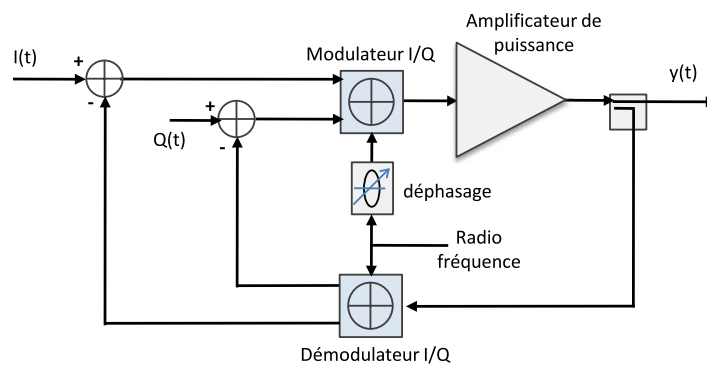 Amplificateur de
puissance
I(t)
+
-
Modulateur I/Q
y(t)
+
Q(t)
-
déphasage
Radio
fréquence
Démodulateur I/Q